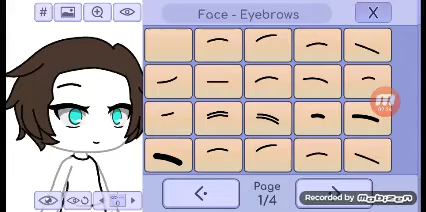 #
Face - Eyebrows
X
Page
1/4
Recorded by Mobizen